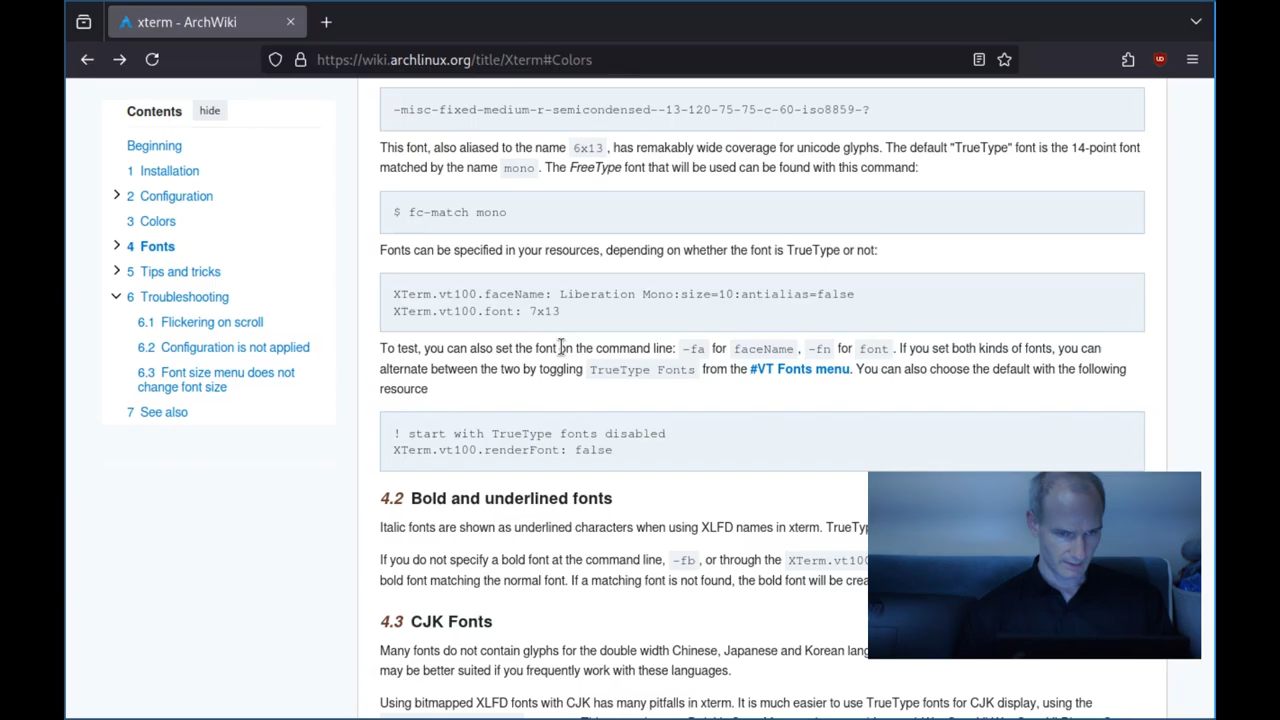 xterm - ArchWiki
https://wiki.archlinux.org/title/Xterm#Colors
Contents hide
Beginning
1 Installation
2 Configuration
3 Colors
4 Fonts
5 Tips and tricks
6 Troubleshooting
6.1 Flickering on scroll
6.2 Configuration is not applied
6.3 Font size menu does not
change font size
7 See also
-misc-fixed-medium-r-semicondensed--13-120-75-75-c-60-iso8859-?
This font, also aliased to the name 6x13, has remakably wide coverage for unicode glyphs. The default "TrueType" font is the 14-point font
matched by the name mono. The FreeType font that will be used can be found with this command:
$ fc-match mono
Fonts can be specified in your resources, depending on whether the font is TrueType or not:
XTerm.vt100.faceName: Liberation Mono:size=10:antialias=false
XTerm.vt100.font: 7x13
To test, you can also set the font on the command line: -fa for faceName, -fn for font. If you set both kinds of fonts, you can
alternate between the two by toggling TrueType Fonts from the #VT Fonts menu. You can also choose the default with the following
resource
! start with TrueType fonts disabled
XTerm.vt100.renderFont: false
4.2 Bold and underlined fonts
Italic fonts are shown as underlined characters when using XLFD names in xterm. TrueTyp
If you do not specify a bold font at the command line, -fb, or through the XTerm.vt100
bold font matching the normal font. If a matching font is not found, the bold font will be crea
4.3 CJK Fonts
Many fonts do not contain glyphs for the double width Chinese, Japanese and Korean lang
may be better suited if you frequently work with these languages.
Using bitmapped XLFD fonts with CJK has many pitfalls in xterm. It is much easier to use TrueType fonts for CJK display, using the